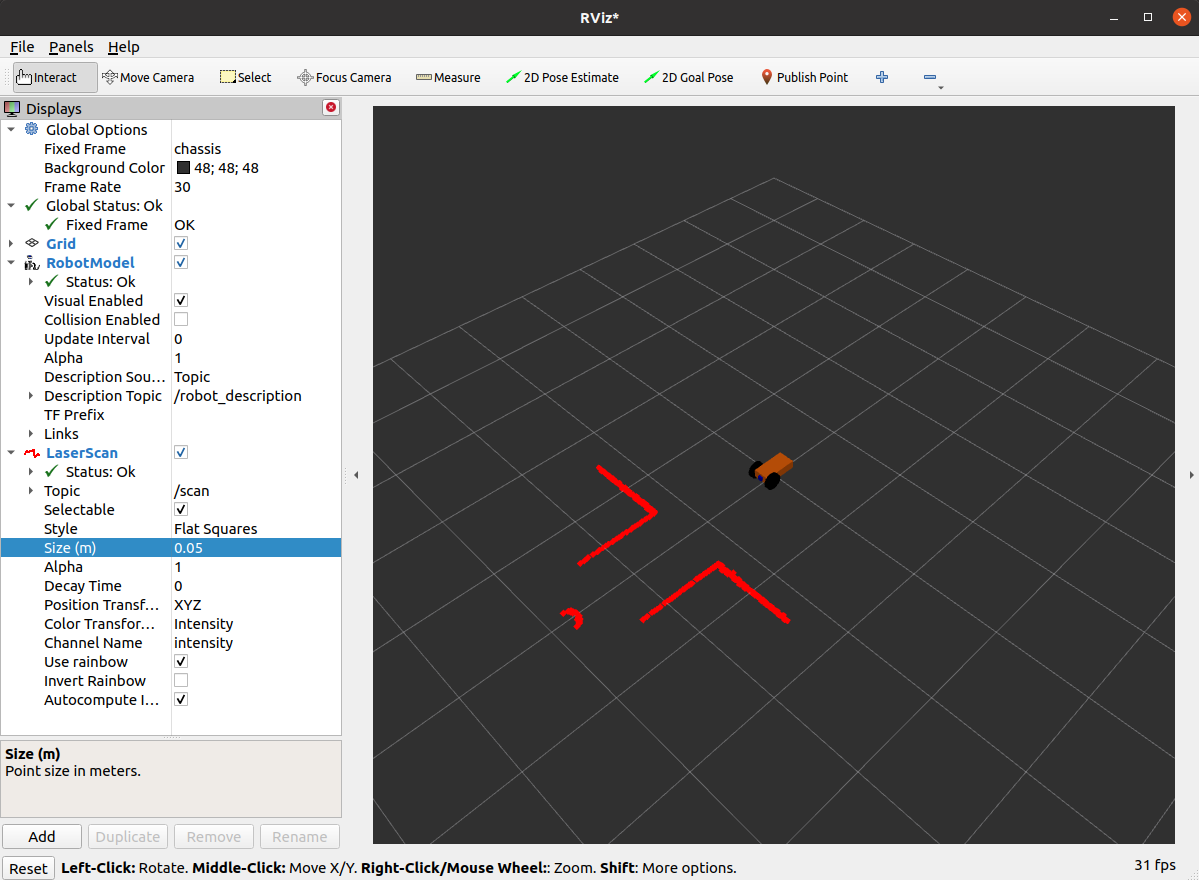 RViz*
File Panels Help
Interact Move Camera Select Focus Camera Measure 2D Pose Estimate 2D Goal Pose Publish Point
Displays
Global Options
Fixed Frame chassis
Background Color 48; 48; 48
Frame Rate 30
Global Status: Ok
Fixed Frame OK
Grid
RobotModel
Status: Ok
Visual Enabled
Collision Enabled
Update Interval 0
Alpha 1
Description Sou... Topic
Description Topic /robot_description
TF Prefix
Links
LaserScan
Status: Ok
Topic /scan
Selectable
Style Flat Squares
Size (m) 0.05
Alpha 1
Decay Time 0
Position Transf... XYZ
Color Transfor... Intensity
Channel Name intensity
Use rainbow
Invert Rainbow
Autocompute I...
Size (m)
Point size in meters.
Add Duplicate Remove Rename
Reset Left-Click: Rotate. Middle-Click: Move X/Y. Right-Click/Mouse Wheel:: Zoom. Shift: More options. 31 fps